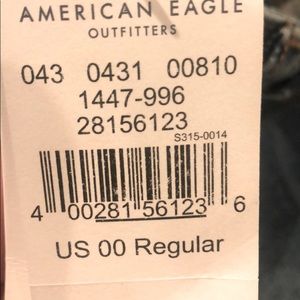 AMERICAN EAGLE
OUTFITTERS
043 0431 00810
1447-996
28156123
S315-0014
4 00281 56123 6
US 00 Regular